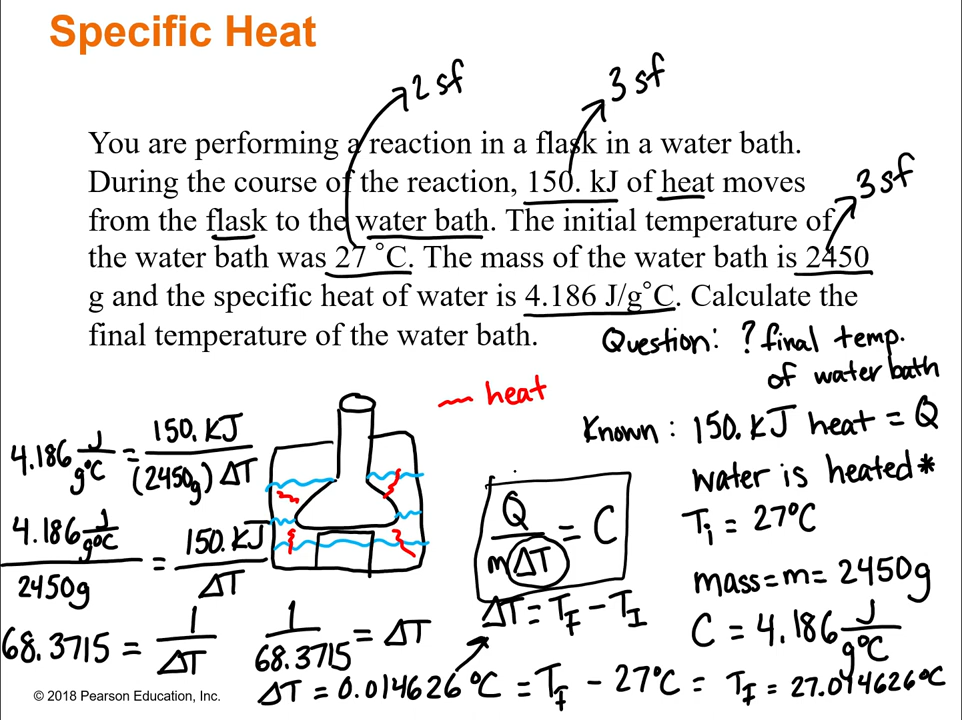 Specific Heat
2 sf
3 sf
You are performing a reaction in a flask in a water bath.
During the course of the reaction, 150. kJ of heat moves
3 sf
from the flask to the water bath. The initial temperature of
the water bath was 27 ˚C. The mass of the water bath is 2450
g and the specific heat of water is 4.186 J/g˚C. Calculate the
final temperature of the water bath.
Question: ? final temp.
of water bath
~ heat
Known: 150. kJ heat = Q
water is heated*
Ti = 27°C
mass = m = 2450g
C = 4.186 J/g°C
4.186 J/g°C = 150. KJ/(2450g) ΔT
4.186 J/g°C / 2450g = 150. KJ/ΔT
68.3715 = 1/ΔT
1/68.3715 = ΔT
Q/mΔT = C
ΔT = TF - TI
ΔT = 0.014626°C = TF - 27°C = TF = 27.014626°C
© 2018 Pearson Education, Inc.